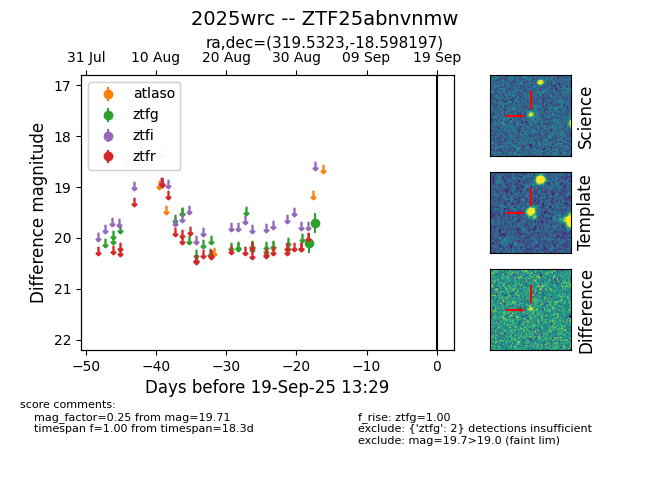 2025wrc -- ZTF25abnvnmw
ra,dec=(319.5323,-18.598197)
31 Jul 10 Aug 20 Aug 30 Aug 09 Sep 19 Sep
17
18
19
20
21
22
Difference magnitude
atlaso
ztfg
ztfi
ztfr
−50 −40 −30 −20 −10 0
Days before 19-Sep-25 13:29
Science
Template
Difference
score comments:
mag_factor=0.25 from mag=19.71
timespan f=1.00 from timespan=18.3d
f_rise: ztfg=1.00
exclude: {'ztfg': 2} detections insufficient
exclude: mag=19.7>19.0 (faint lim)